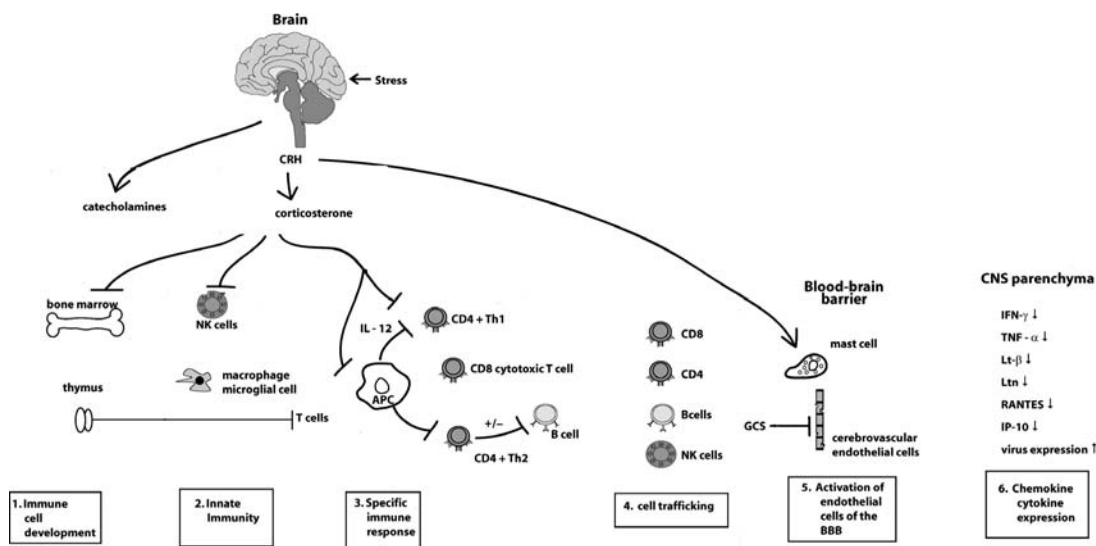 Brain
Stress
CRH
catecholamines
corticosterone
bone marrow
NK cells
IL - 12
CD4 + Th1
macrophage
microglial cell
CD8 cytotoxic T cell
thymus
T cells
APC
+/−
B cell
CD4 + Th2
CD8
CD4
Bcells
NK cells
Blood-brain
barrier
mast cell
GCS
cerebrovascular
endothelial cells
CNS parenchyma
IFN-γ ↓
TNF - α ↓
Lt-β ↓
Ltn ↓
RANTES ↓
IP-10 ↓
virus expression ↑
1. Immune
cell
development
2. Innate
Immunity
3. Specific
immune
response
4. cell trafficking
5. Activation of
endothelial
cells of the
BBB
6. Chemokine
cytokine
expression